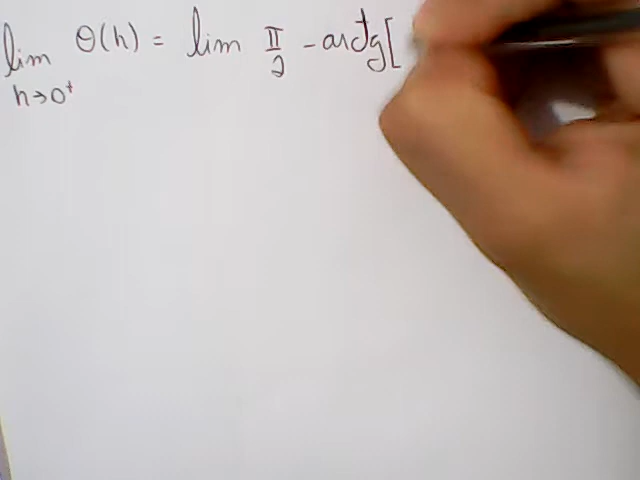 lim θ(h) = lim π/2 - arctg[
h→0⁺